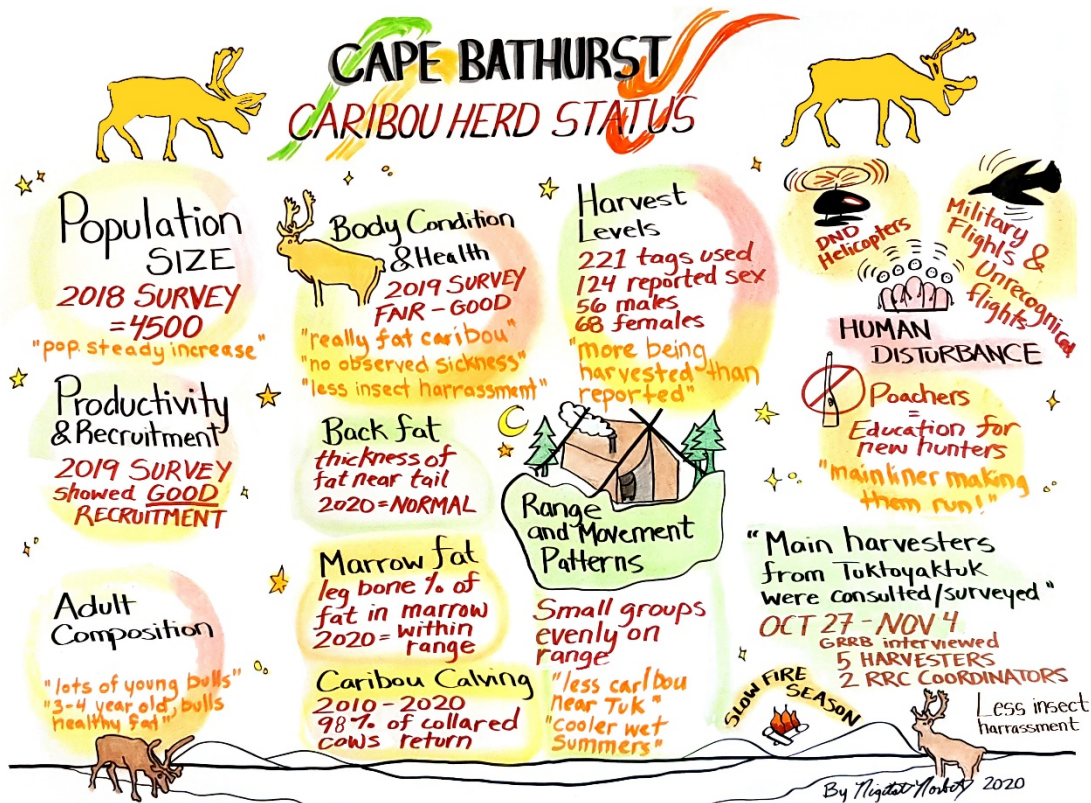 CAPE BATHURST
CARIBOU HERD STATUS
Population
SIZE
2018 SURVEY
=4500
"pop. steady increase"
Productivity
& Recruitment
2019 SURVEY
showed GOOD
RECRUITMENT
Adult
Composition
"lots of young bulls"
"3-4 year old, bulls
healthy fat"
Body Condition
& Health
2019 SURVEY
FAIR - GOOD
"really fat caribou"
"no observed sickness"
"less insect harrassment"
Back fat
thickness of
fat near tail
2020 = NORMAL
Marrow fat
leg bone % of
fat in marrow
2020 = within
range
Caribou Calving
2010 - 2020
98% of collared
cows return
Harvest
Levels
221 tags used
124 reported sex
56 males
68 females
"more being
harvested than
reported"
Range
and Movement
Patterns
Small groups
evenly on
range
"less caribou
near Tuk"
"cooler wet
Summers"
DND
Helicopters
Military
Flights &
Unrecognized
flights
HUMAN
DISTURBANCE
Poachers
=
Education for
new hunters
"mainliner making
them run!"
"Main harvesters
from Tuktoyaktuk
were consulted/surveyed"
OCT 27 - NOV 4
GRRB interviewed
5 HARVESTERS
2 RRC COORDINATORS
SLOW FIRE
SEASON
Less insect
harrassment
By
2020